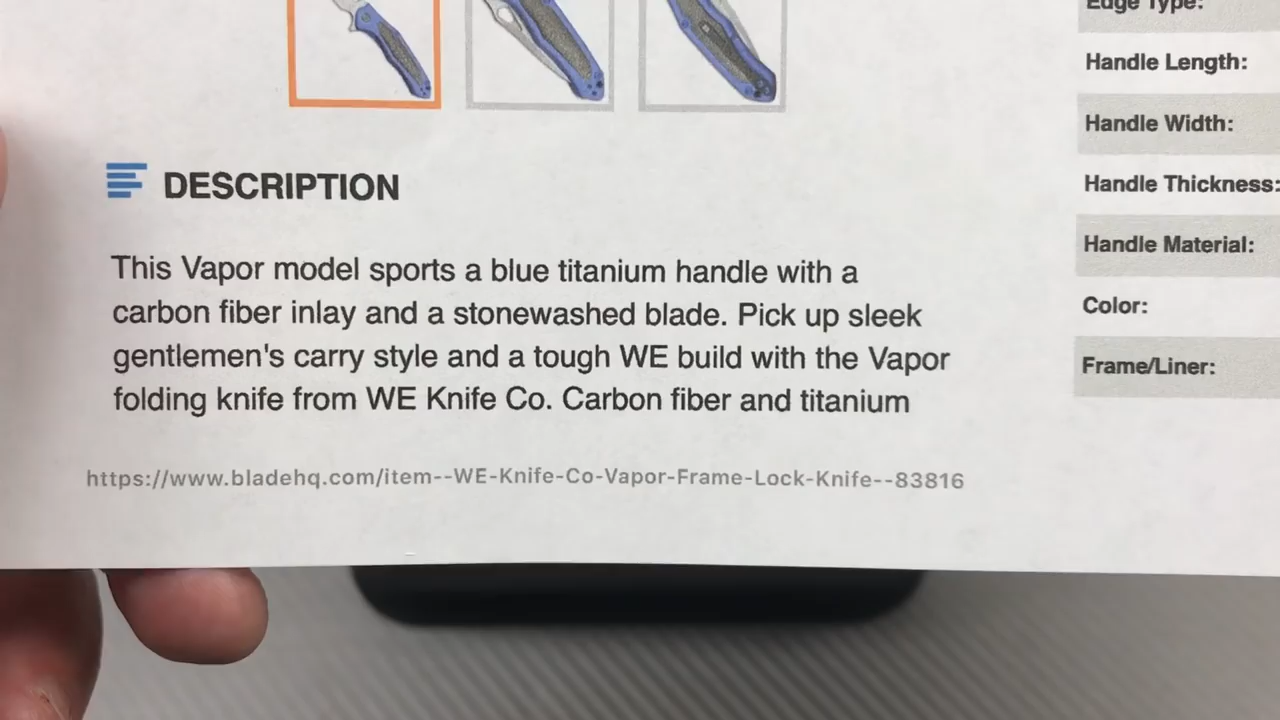 DESCRIPTION
This Vapor model sports a blue titanium handle with a
carbon fiber inlay and a stonewashed blade. Pick up sleek
gentlemen's carry style and a tough WE build with the Vapor
folding knife from WE Knife Co. Carbon fiber and titanium
https://www.bladehq.com/item--WE-Knife-Co-Vapor-Frame-Lock-Knife--83816
Edge Type:
Handle Length:
Handle Width:
Handle Thickness:
Handle Material:
Color:
Frame/Liner: